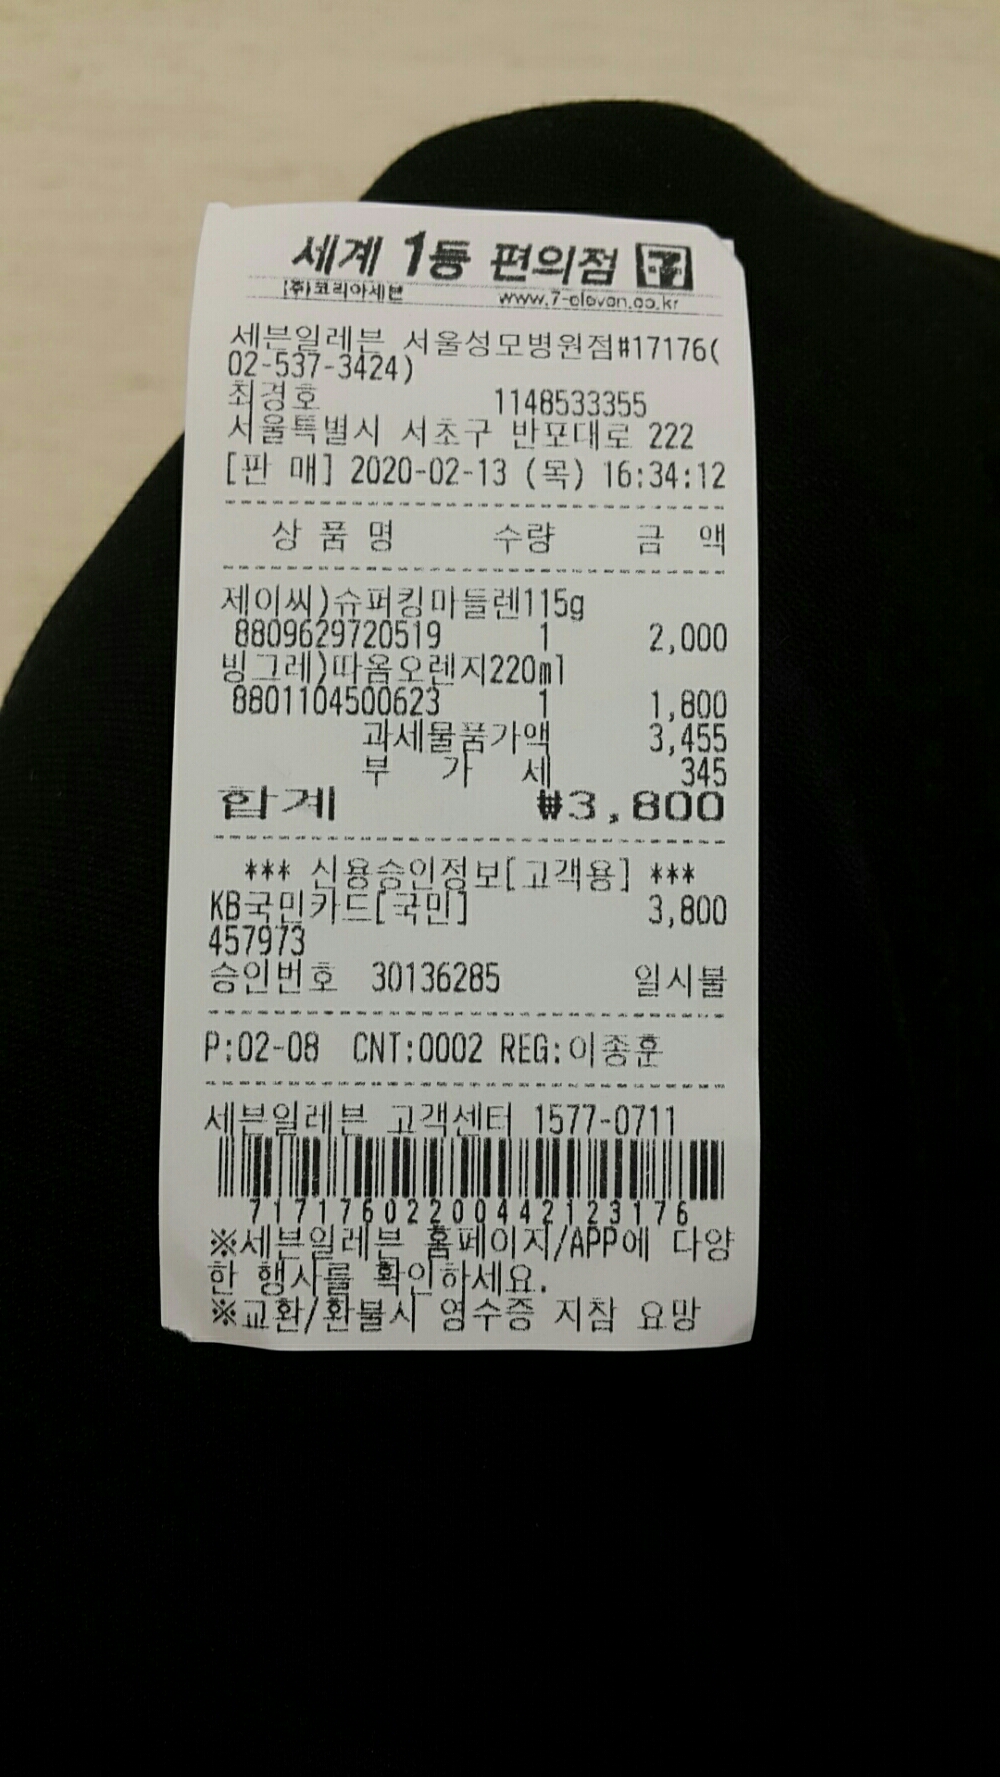 세계 1등 편의점 7
(주)코리아세븐 www.7-eleven.co.kr
세븐일레븐 서울성모병원점#17176(
02-537-3424)
최경호 1148533355
서울특별시 서초구 반포대로 222
[판 매] 2020-02-13 (목) 16:34:12
상 품 명 수량 금 액
제이씨)슈퍼킹마들렌115g
8809629720519 1 2,000
빙그레)따옴오렌지220ml
8801104500623 1 1,800
과세물품가액 3,455
부 가 세 345
합계 ₩3,800
*** 신용승인정보[고객용] ***
KB국민카드[국민] 3,800
457973
승인번호 30136285 일시불
P:02-08 CNT:0002 REG:이종훈
세븐일레븐 고객센터 1577-0711
71717602200442123176
※세븐일레븐 홈페이지/APP에 다양
한 행사를 확인하세요.
※교환/환불시 영수증 지참 요망